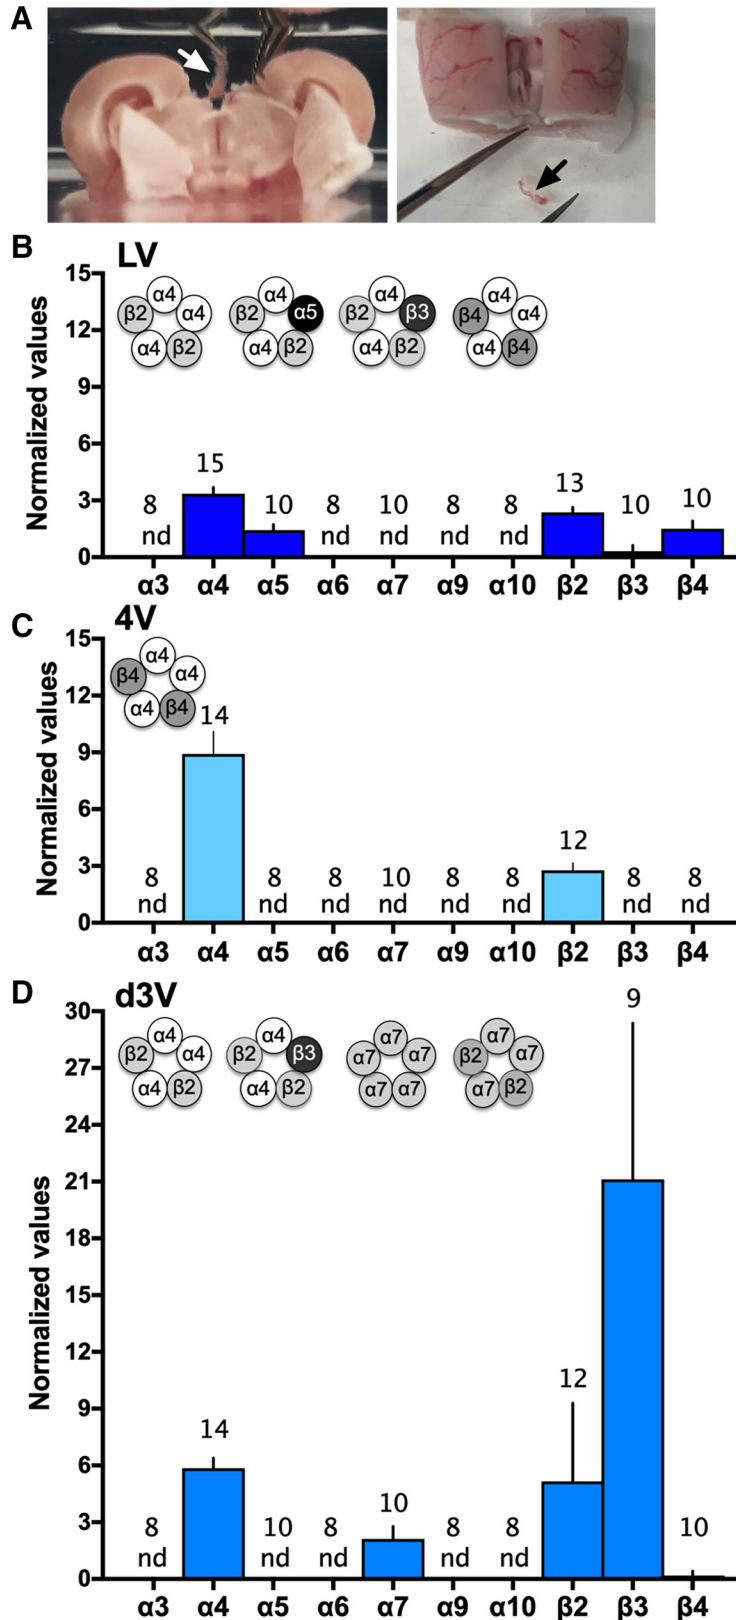 A
B
LV
15
12
9
6
3
0
Normalized values
α4 α4 β2 α4 β2
α4 α5 β2 α4 β2
α4 β3 β2 α4 β2
α4 α4 β4 α4 β4
8 15 10 8 10 8 8 13 10 10
nd nd nd nd nd
α3 α4 α5 α6 α7 α9 α10 β2 β3 β4
C
4V
15
12
9
6
3
0
Normalized values
α4 α4 β4 α4 β4
8 14 8 8 10 8 8 12 8 8
nd nd nd nd nd nd nd nd
α3 α4 α5 α6 α7 α9 α10 β2 β3 β4
D
d3V
30
27
24
21
18
15
12
9
6
3
0
Normalized values
α4 α4 β2 α4 β2
α4 β3 β2 α4 β2
α7 α7 α7 α7 α7
α7 α7 β2 α7 β2
8 14 10 8 10 8 8 12 9 10
nd nd nd nd nd
α3 α4 α5 α6 α7 α9 α10 β2 β3 β4